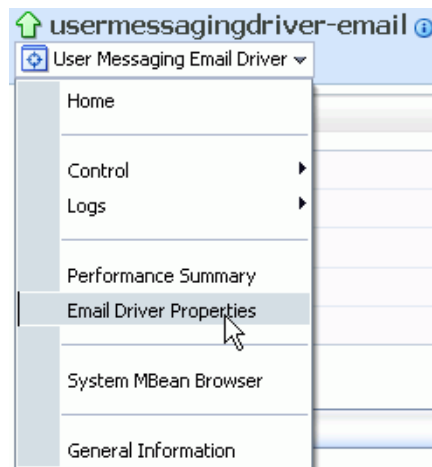 usermessagingdriver-email
User Messaging Email Driver
Home
Control
Logs
Performance Summary
Email Driver Properties
System MBean Browser
General Information